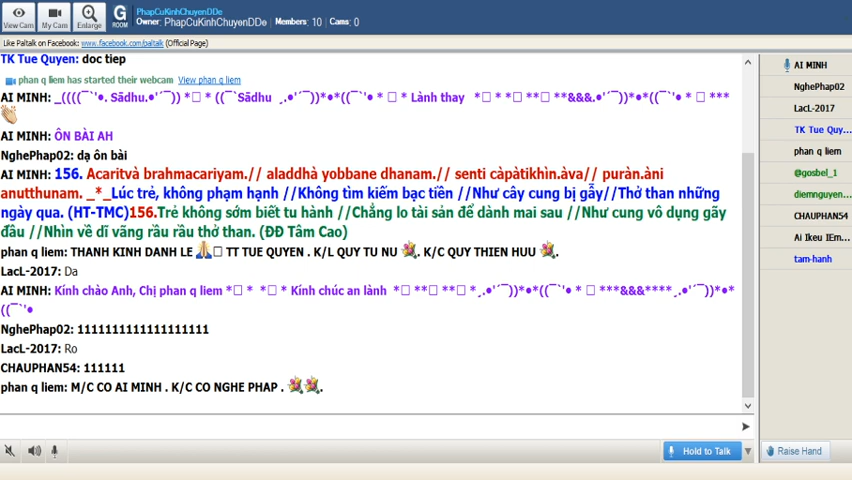 PhapCuKinhChuyenDDe
Owner: PhapCuKinhChuyenDDe Members: 10 Cams: 0
View Cam My Cam Enlarge G ROOM
Like Paltalk on Facebook: www.facebook.com/paltalk (Official Page)
TK Tue Quyen: doc tiep
phan q liem has started their webcam View phan q liem
AI MINH: _((((¯`'•. Sādhu.•'´¯)) *□ * ((¯`Sādhu ¸.•'´¯))*•*((¯`'• * □ * Lành thay *□ **□ **□ **&&&.•'´¯))*•*((¯`'• * □ ***
AI MINH: ÔN BÀI AH
NghePhap02: dạ ôn bài
AI MINH: 156. Acaritvà brahmacariyam.// aladdhà yobbane dhanam.// senti càpàtikhìn.àva// puràn.àni
anutthunam. _*_Lúc trẻ, không phạm hạnh //Không tìm kiếm bạc tiền //Như cây cung bị gẫy//Thở than những
ngày qua. (HT-TMC)156.Trẻ không sớm biết tu hành //Chẳng lo tài sản để dành mai sau //Như cung vô dụng gãy
đâu //Nhìn về dĩ vãng rầu rầu thở than. (ĐĐ Tâm Cao)
phan q liem: THANH KINH DANH LE 🙏□ TT TUE QUYEN . K/L QUY TU NU 💐. K/C QUY THIEN HUU 💐.
LacL-2017: Da
AI MINH: Kính chào Anh, Chị phan q liem *□ * *□ * Kính chúc an lành *□ **□ **□ *¸.•'´¯))*•*((¯`'• * □ ***&&&****¸.•'´¯))*•*
((¯`'•
NghePhap02: 1111111111111111111
LacL-2017: Ro
CHAUPHAN54: 111111
phan q liem: M/C CO AI MINH . K/C CO NGHE PHAP . 💐💐.
Hold to Talk
AI MINH
NghePhap02
LacL-2017
TK Tue Quy...
phan q liem
@gosbel_1
diemnguyen...
CHAUPHAN54
Ai Ikeu IEm...
tam-hanh
Raise Hand